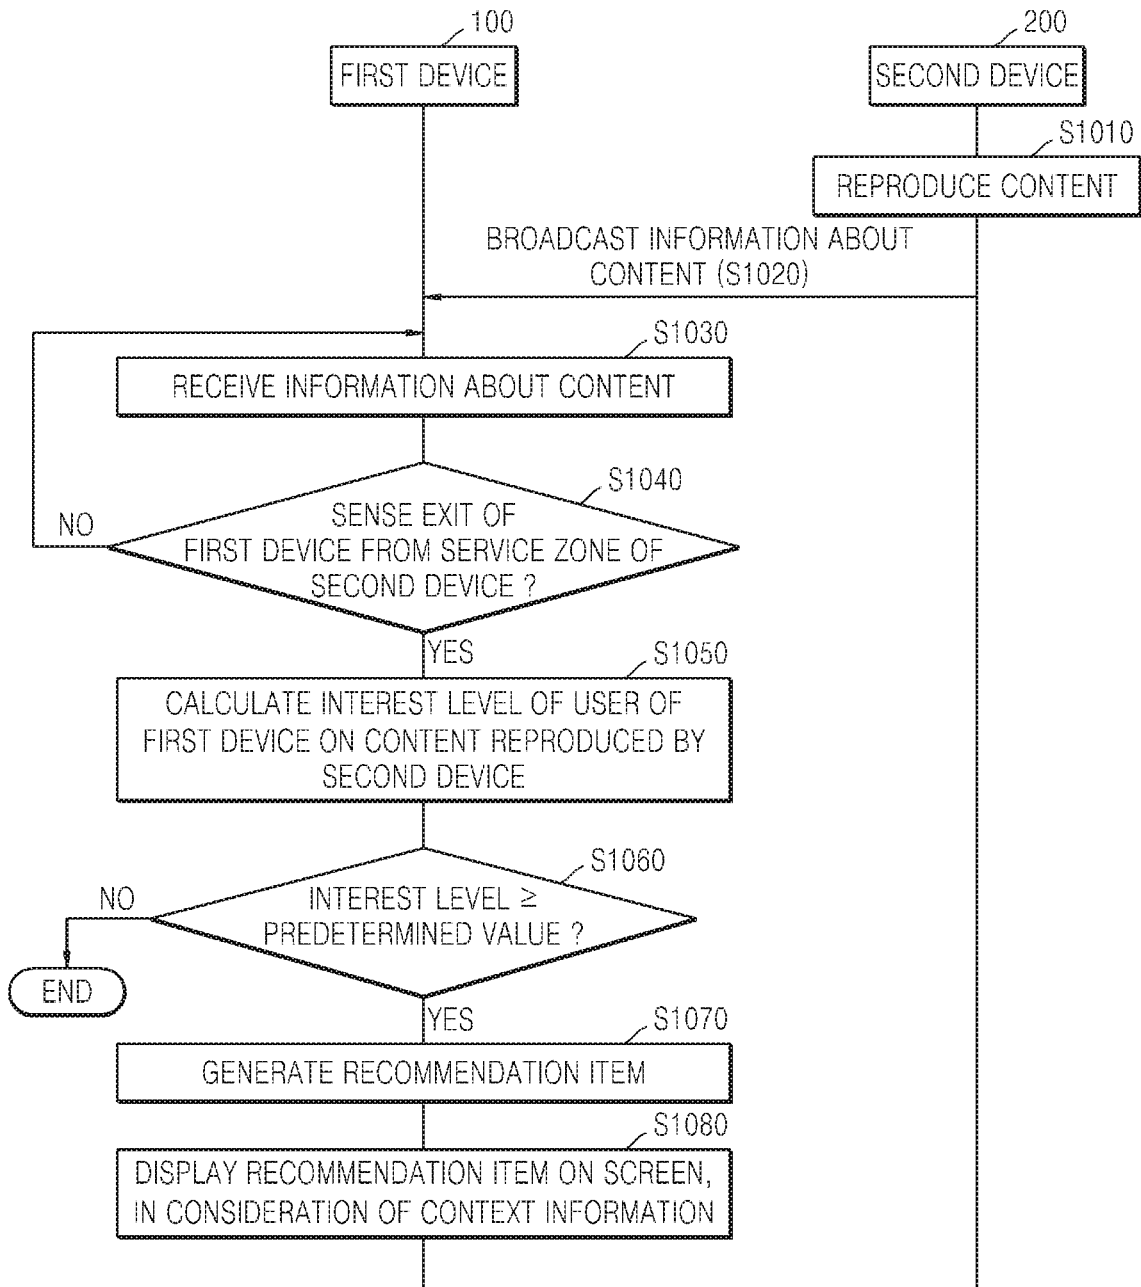 100
200
FIRST DEVICE
SECOND DEVICE
S1010
REPRODUCE CONTENT
BROADCAST INFORMATION ABOUT
CONTENT (S1020)
S1030
RECEIVE INFORMATION ABOUT CONTENT
S1040
SENSE EXIT OF
FIRST DEVICE FROM SERVICE ZONE OF
SECOND DEVICE ?
NO
YES
S1050
CALCULATE INTEREST LEVEL OF USER OF
FIRST DEVICE ON CONTENT REPRODUCED BY
SECOND DEVICE
S1060
INTEREST LEVEL ≥
PREDETERMINED VALUE ?
NO
END
YES
S1070
GENERATE RECOMMENDATION ITEM
S1080
DISPLAY RECOMMENDATION ITEM ON SCREEN,
IN CONSIDERATION OF CONTEXT INFORMATION